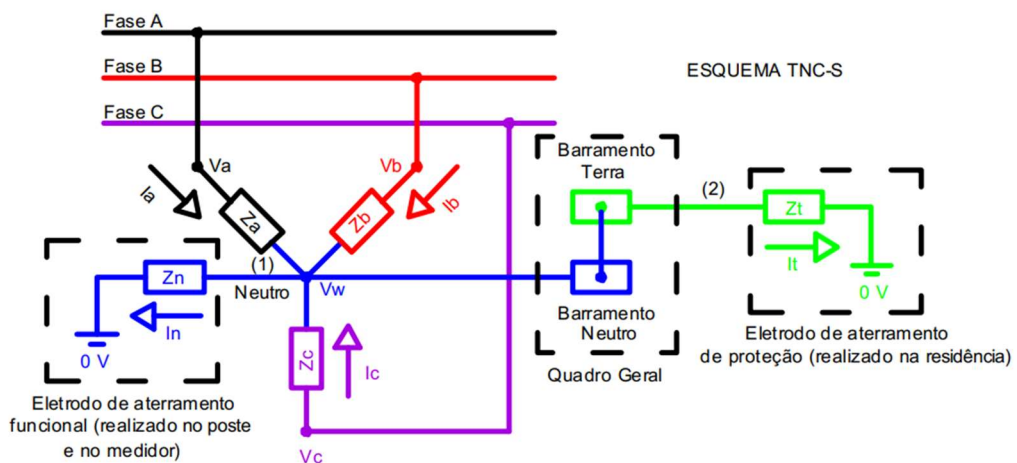 Fase A
Fase B
Fase C
ESQUEMA TNC-S
Va
Vb
Ia
Ib
Za
Zb
Barramento
Terra
(2)
Zt
It
0 V
(1)
Zn
Neutro
Vw
In
0 V
Zc
Ic
Vc
Barramento
Neutro
Quadro Geral
Eletrodo de aterramento
de proteção (realizado na residência)
Eletrodo de aterramento
funcional (realizado no poste
e no medidor)